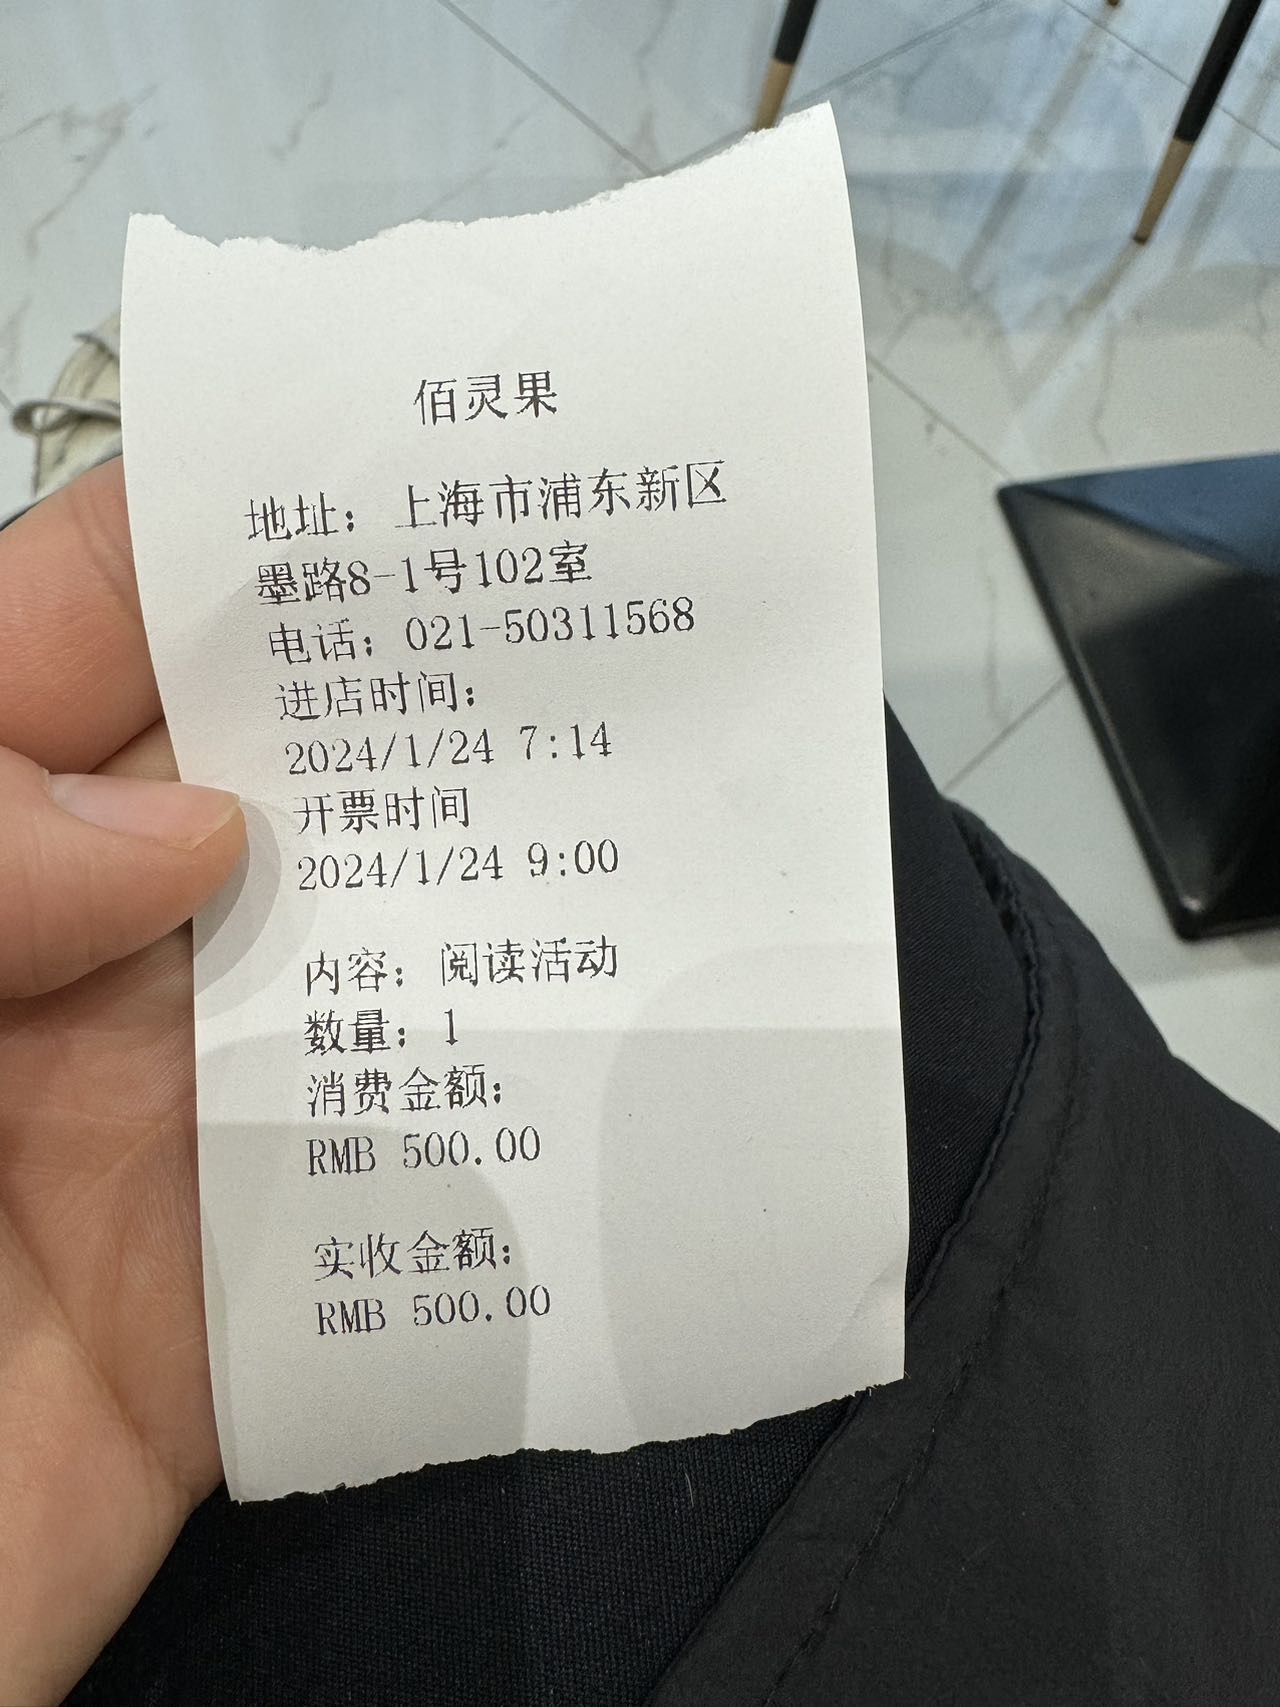 佰灵果
地址：上海市浦东新区
墨路8-1号102室
电话：021-50311568
进店时间：
2024/1/24 7:14
开票时间
2024/1/24 9:00
内容：阅读活动
数量：1
消费金额：
RMB 500.00
实收金额：
RMB 500.00